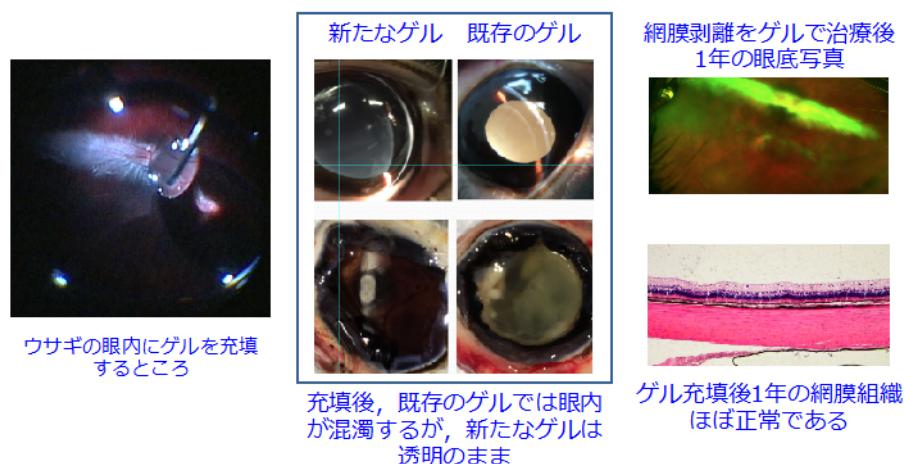 ウサギの眼内にゲルを充填
するところ
新たなゲル 既存のゲル
充填後，既存のゲルでは眼内
が混濁するが，新たなゲルは
透明のまま
網膜剥離をゲルで治療後
1年の眼底写真
ゲル充填後1年の網膜組織
ほぼ正常である